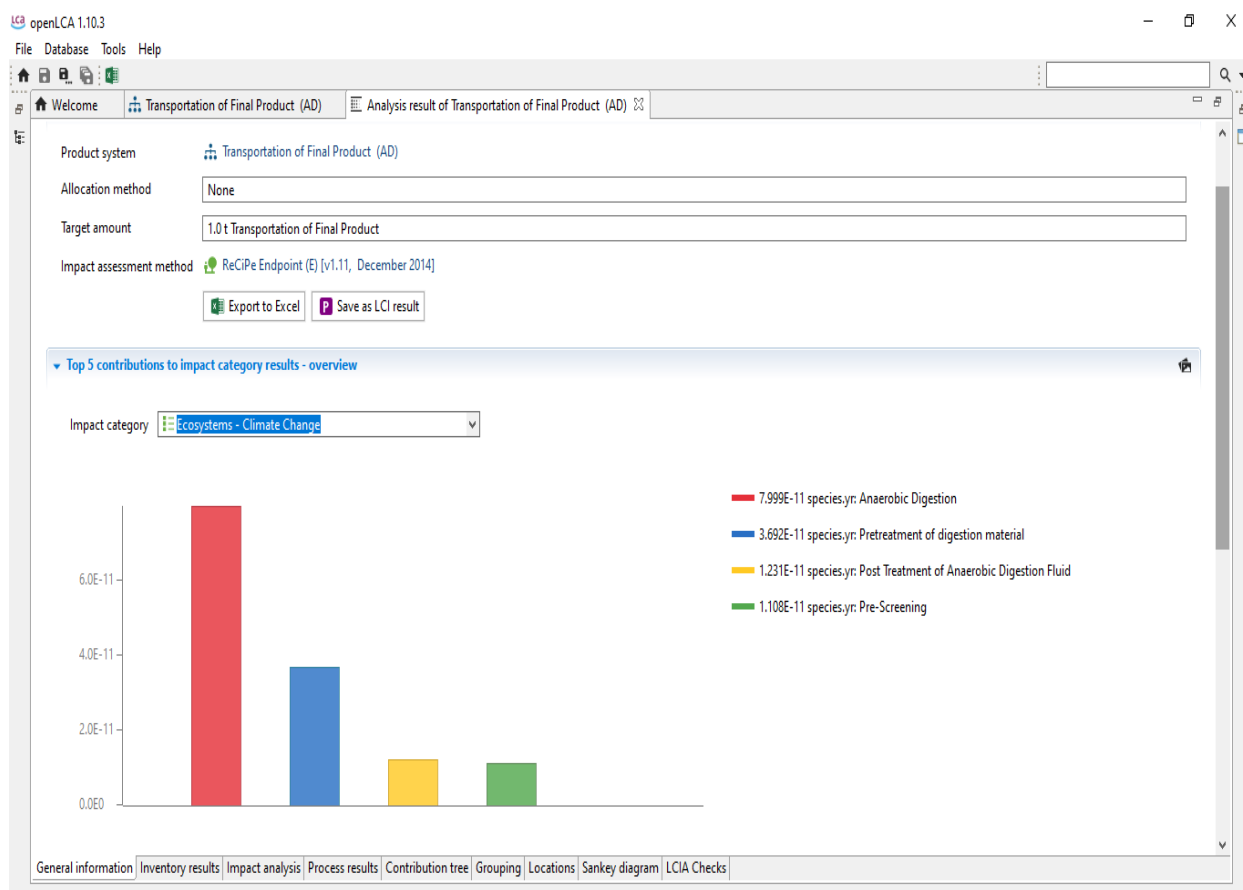 LCA openLCA 1.10.3
File Database Tools Help
Welcome Transportation of Final Product (AD) Analysis result of Transportation of Final Product (AD)
Product system Transportation of Final Product (AD)
Allocation method None
Target amount 1.0 t Transportation of Final Product
Impact assessment method ReCiPe Endpoint (E) [v1.11, December 2014]
Export to Excel P Save as LCI result
Top 5 contributions to impact category results - overview
Impact category Ecosystems - Climate Change
7.999E-11 species.yr: Anaerobic Digestion
3.692E-11 species.yr: Pretreatment of digestion material
1.231E-11 species.yr: Post Treatment of Anaerobic Digestion Fluid
1.108E-11 species.yr: Pre-Screening
6.0E-11
4.0E-11
2.0E-11
0.0E0
General information Inventory results Impact analysis Process results Contribution tree Grouping Locations Sankey diagram LCIA Checks